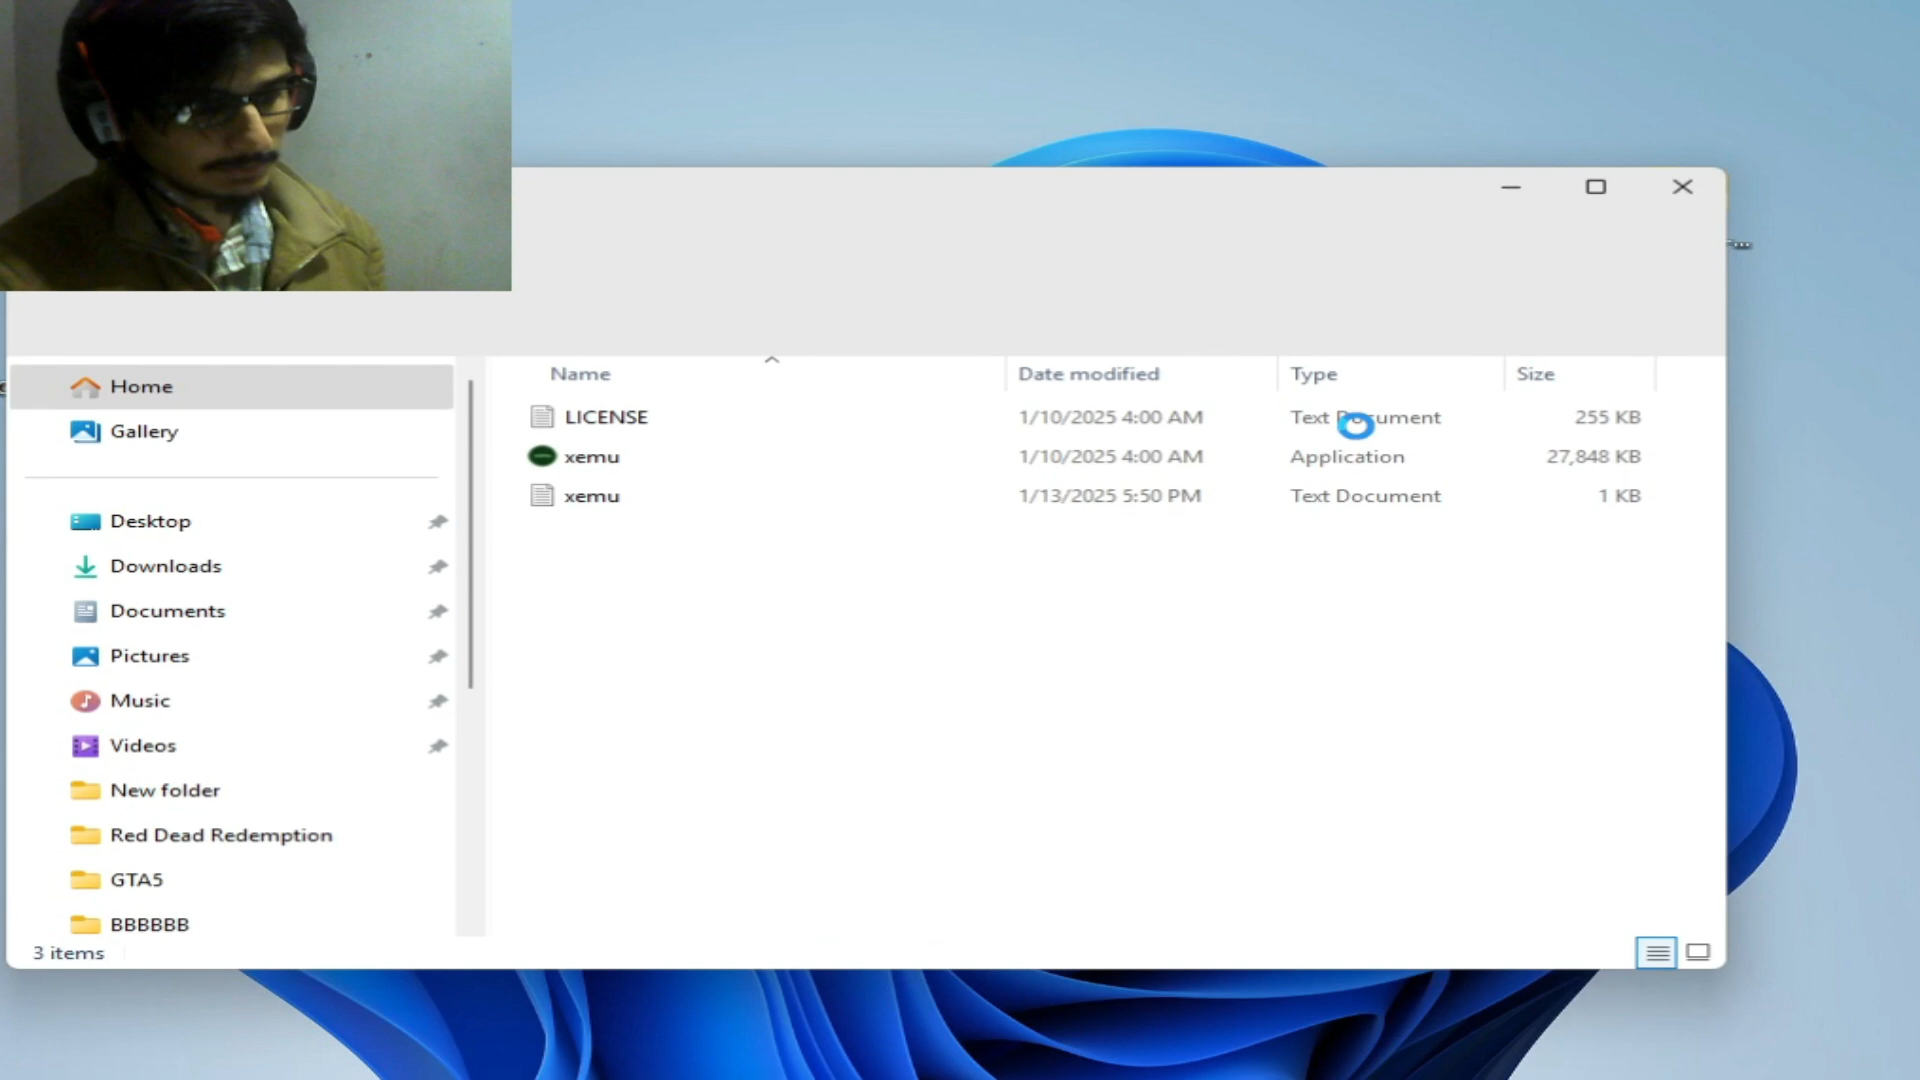 Name Date modified Type Size
LICENSE 1/10/2025 4:00 AM Text Document 255 KB
xemu 1/10/2025 4:00 AM Application 27,848 KB
xemu 1/13/2025 5:50 PM Text Document 1 KB
Home
Gallery
Desktop
Downloads
Documents
Pictures
Music
Videos
New folder
Red Dead Redemption
GTA5
BBBBBB
3 items